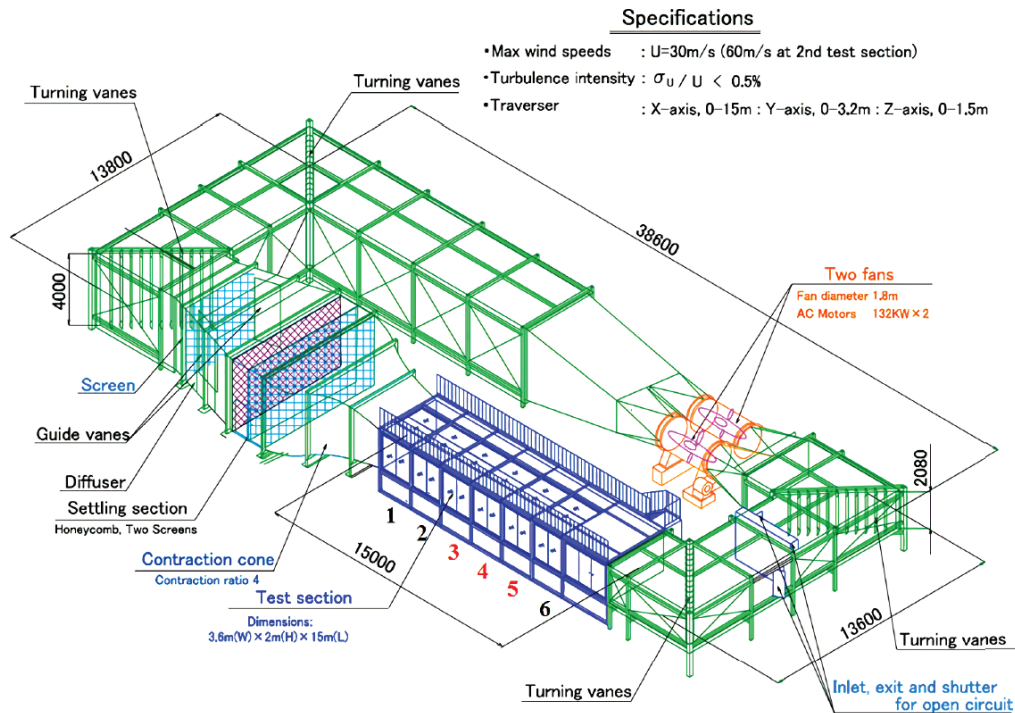 Specifications
•Max wind speeds : U=30m/s (60m/s at 2nd test section)
•Turbulence intensity : σu / U < 0.5%
•Traverser : X-axis, 0-15m : Y-axis, 0-3.2m : Z-axis, 0-1.5m
Turning vanes
Turning vanes
13800
38600
4000
Two fans
Fan diameter 1.8m
AC Motors 132KW×2
Screen
Guide vanes
Diffuser
Settling section
Honeycomb, Two Screens
Contraction cone
Contraction ratio 4
Test section
Dimensions:
3.6m(W)×2m(H)×15m(L)
1
2
3
4
5
6
15000
2080
13600
Turning vanes
Turning vanes
Inlet, exit and shutter
for open circuit